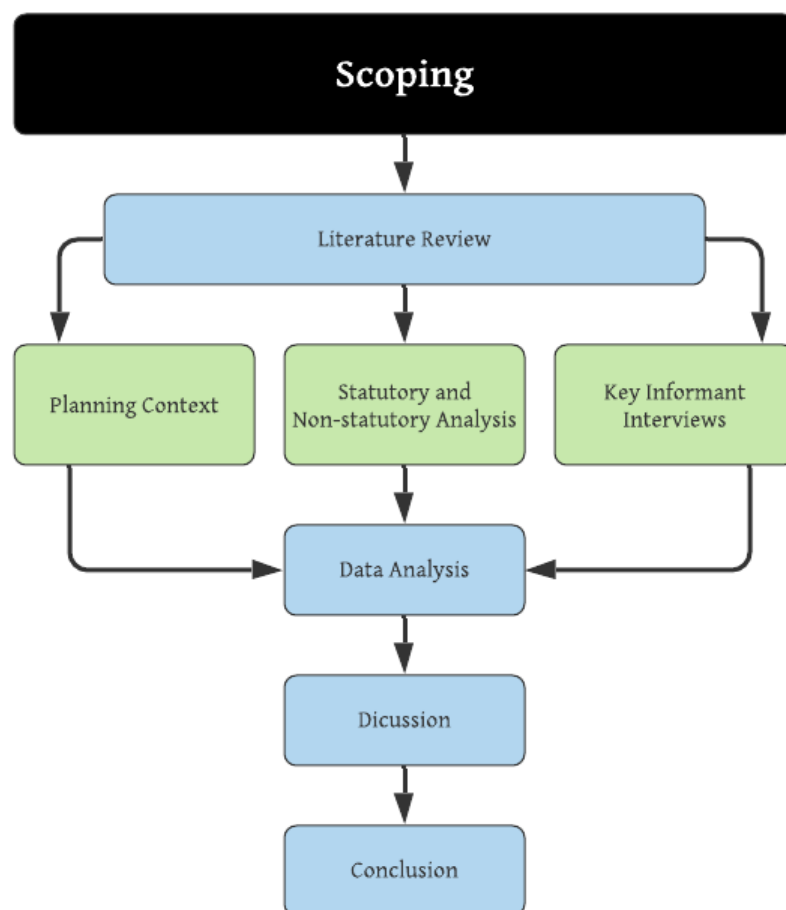 Scoping
Literature Review
Planning Context
Statutory and
Non-statutory Analysis
Key Informant
Interviews
Data Analysis
Dicussion
Conclusion